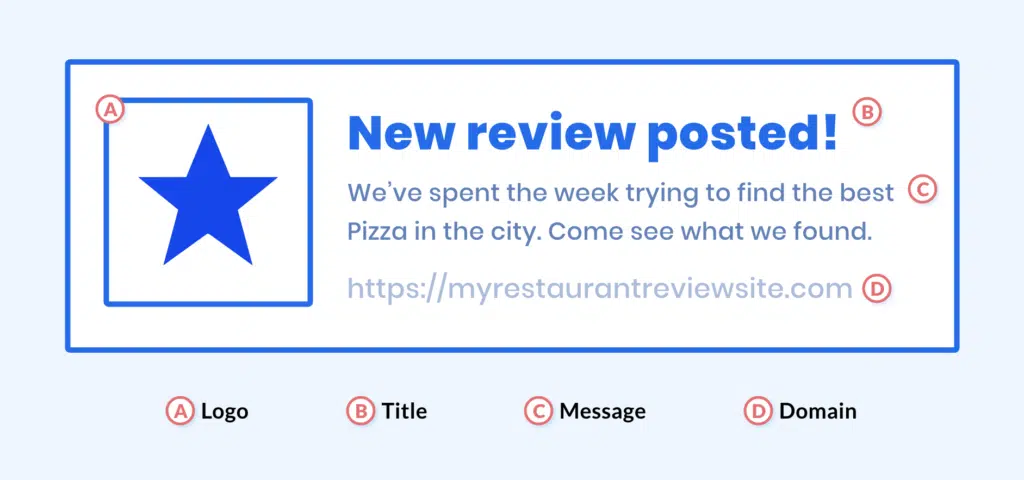 A
New review posted! B
We’ve spent the week trying to find the best C
Pizza in the city. Come see what we found.
https://myrestaurantreviewsite.com D
A Logo B Title C Message D Domain